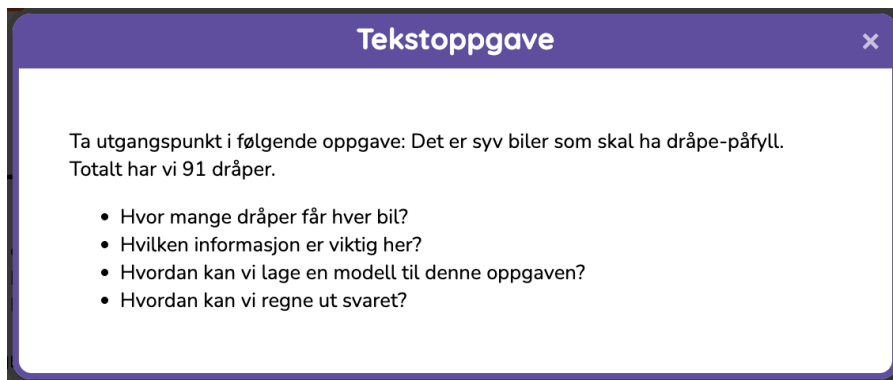 Tekstoppgave
×
Ta utgangspunkt i følgende oppgave: Det er syv biler som skal ha dråpe-påfyll.
Totalt har vi 91 dråper.
• Hvor mange dråper får hver bil?
• Hvilken informasjon er viktig her?
• Hvordan kan vi lage en modell til denne oppgaven?
• Hvordan kan vi regne ut svaret?